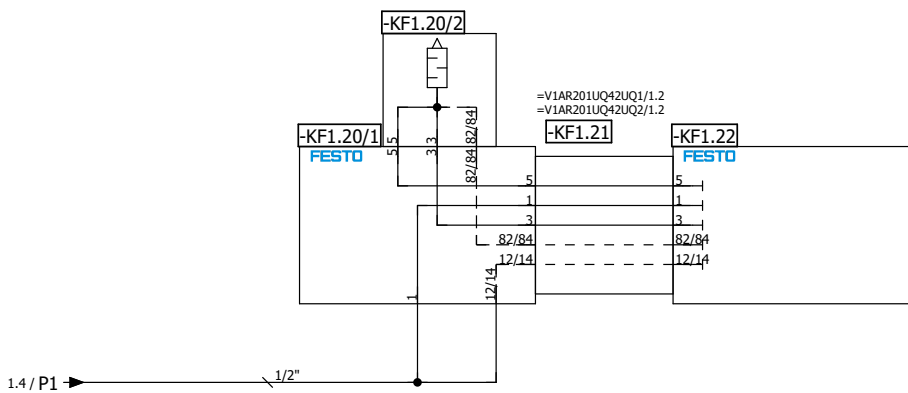 -KF1.20/2
=V1AR201UQ42UQ1/1.2
=V1AR201UQ42UQ2/1.2
-KF1.20/1
5 5
3 3
82/84 82/84
-KF1.21
-KF1.22
FESTO
FESTO
5
5
1
1
3
3
82/84
82/84
12/14
12/14
1
12/14
1.4 / P1
1/2"